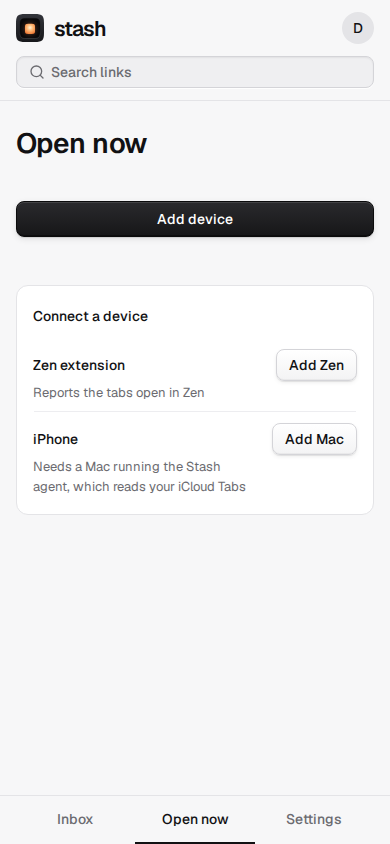 stash
D
Search links
Open now
Add device
Connect a device
Zen extension
Add Zen
Reports the tabs open in Zen
iPhone
Add Mac
Needs a Mac running the Stash
agent, which reads your iCloud Tabs
Inbox
Open now
Settings